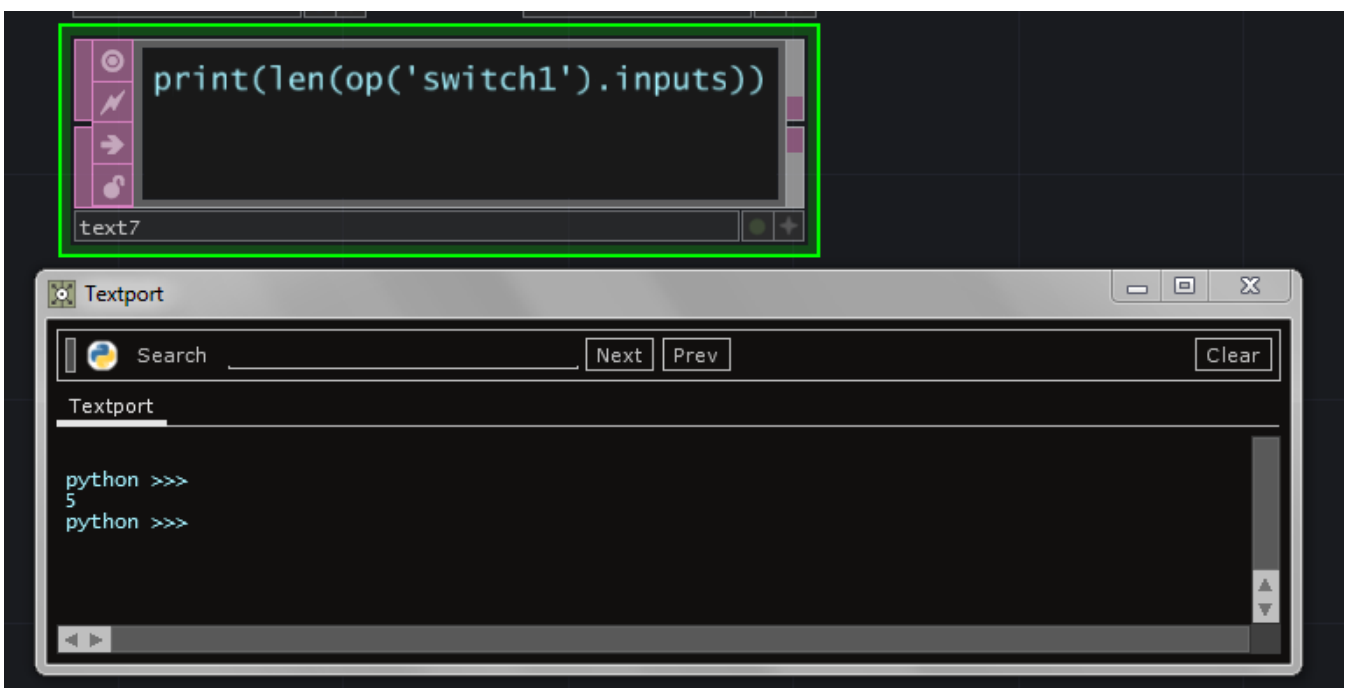 print(len(op('switch1').inputs))
text7
Textport
Search
Next
Prev
Clear
Textport
python >>>
5
python >>>